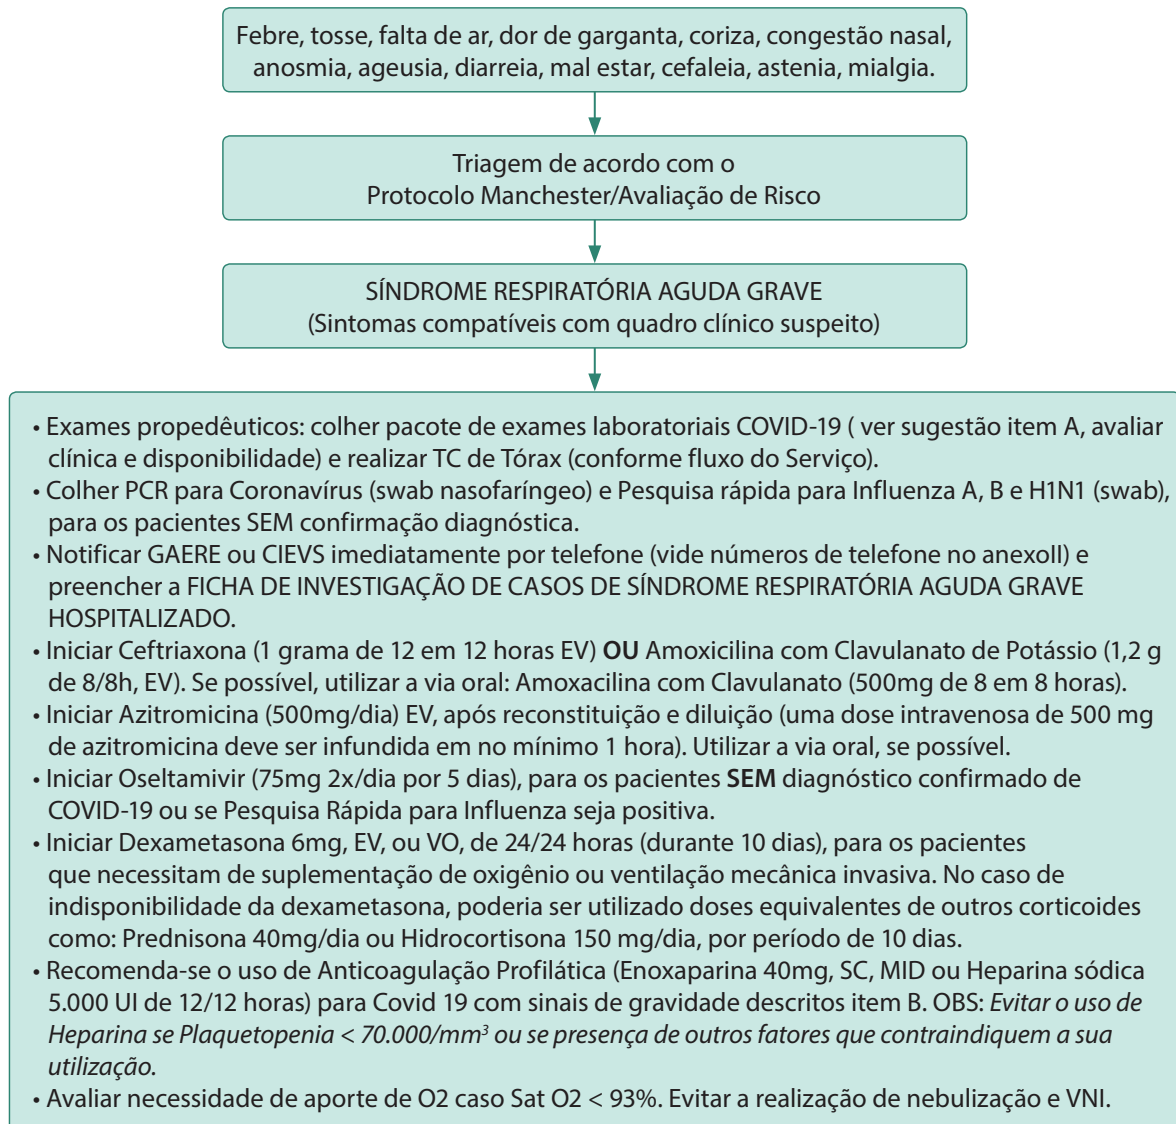 Febre, tosse, falta de ar, dor de garganta, coriza, congestão nasal,
anosmia, ageusia, diarreia, mal estar, cefaleia, astenia, mialgia.
Triagem de acordo com o
Protocolo Manchester/Avaliação de Risco
SÍNDROME RESPIRATÓRIA AGUDA GRAVE
(Sintomas compatíveis com quadro clínico suspeito)
• Exames propedêuticos: colher pacote de exames laboratoriais COVID-19 ( ver sugestão item A, avaliar
clínica e disponibilidade) e realizar TC de Tórax (conforme fluxo do Serviço).
• Colher PCR para Coronavírus (swab nasofaríngeo) e Pesquisa rápida para Influenza A, B e H1N1 (swab),
para os pacientes SEM confirmação diagnóstica.
• Notificar GAERE ou CIEVS imediatamente por telefone (vide números de telefone no anexoII) e
preencher a FICHA DE INVESTIGAÇÃO DE CASOS DE SÍNDROME RESPIRATÓRIA AGUDA GRAVE
HOSPITALIZADO.
• Iniciar Ceftriaxona (1 grama de 12 em 12 horas EV) OU Amoxicilina com Clavulanato de Potássio (1,2 g
de 8/8h, EV). Se possível, utilizar a via oral: Amoxacilina com Clavulanato (500mg de 8 em 8 horas).
• Iniciar Azitromicina (500mg/dia) EV, após reconstituição e diluição (uma dose intravenosa de 500 mg
de azitromicina deve ser infundida em no mínimo 1 hora). Utilizar a via oral, se possível.
• Iniciar Oseltamivir (75mg 2x/dia por 5 dias), para os pacientes SEM diagnóstico confirmado de
COVID-19 ou se Pesquisa Rápida para Influenza seja positiva.
• Iniciar Dexametasona 6mg, EV, ou VO, de 24/24 horas (durante 10 dias), para os pacientes
que necessitam de suplementação de oxigênio ou ventilação mecânica invasiva. No caso de
indisponibilidade da dexametasona, poderia ser utilizado doses equivalentes de outros corticoides
como: Prednisona 40mg/dia ou Hidrocortisona 150 mg/dia, por período de 10 dias.
• Recomenda-se o uso de Anticoagulação Profilática (Enoxaparina 40mg, SC, MID ou Heparina sódica
5.000 UI de 12/12 horas) para Covid 19 com sinais de gravidade descritos item B. OBS: Evitar o uso de
Heparina se Plaquetopenia < 70.000/mm³ ou se presença de outros fatores que contraindiquem a sua
utilização.
• Avaliar necessidade de aporte de O2 caso Sat O2 < 93%. Evitar a realização de nebulização e VNI.